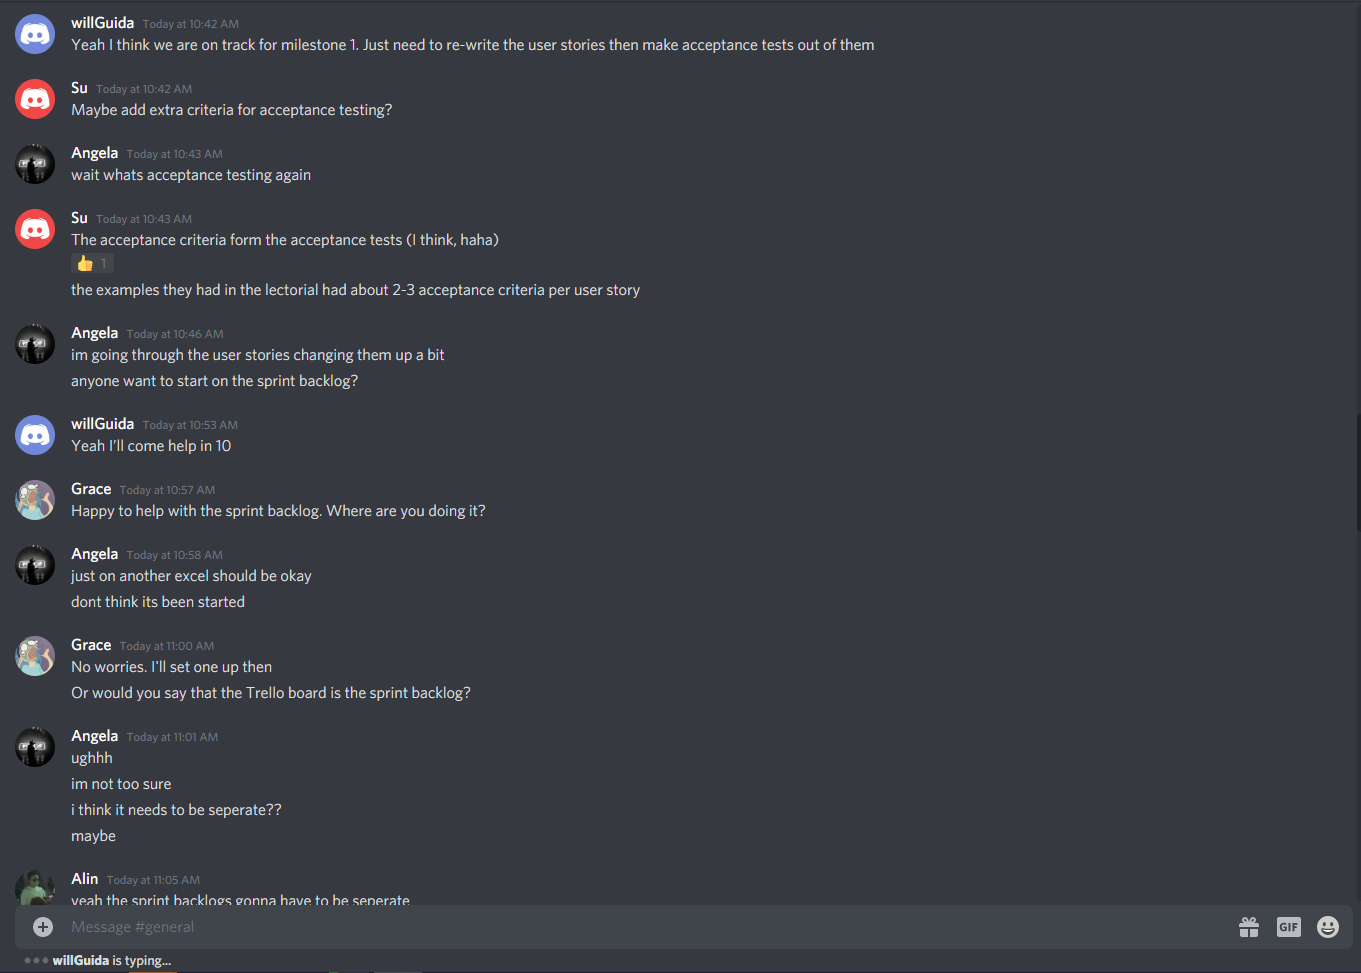 willGuida Today at 10:42 AM
Yeah I think we are on track for milestone 1. Just need to re-write the user stories then make acceptance tests out of them
Su Today at 10:42 AM
Maybe add extra criteria for acceptance testing?
Angela Today at 10:43 AM
wait whats acceptance testing again
Su Today at 10:43 AM
The acceptance criteria form the acceptance tests (I think, haha)
👍 1
the examples they had in the lectorial had about 2-3 acceptance criteria per user story
Angela Today at 10:46 AM
im going through the user stories changing them up a bit
anyone want to start on the sprint backlog?
willGuida Today at 10:53 AM
Yeah I'll come help in 10
Grace Today at 10:57 AM
Happy to help with the sprint backlog. Where are you doing it?
Angela Today at 10:58 AM
just on another excel should be okay
dont think its been started
Grace Today at 11:00 AM
No worries. I'll set one up then
Or would you say that the Trello board is the sprint backlog?
Angela Today at 11:01 AM
ughhh
im not too sure
i think it needs to be seperate??
maybe
Alin Today at 11:05 AM
yeah the sprint backlogs gonna have to be seperate
Message #general
GIF
willGuida is typing...